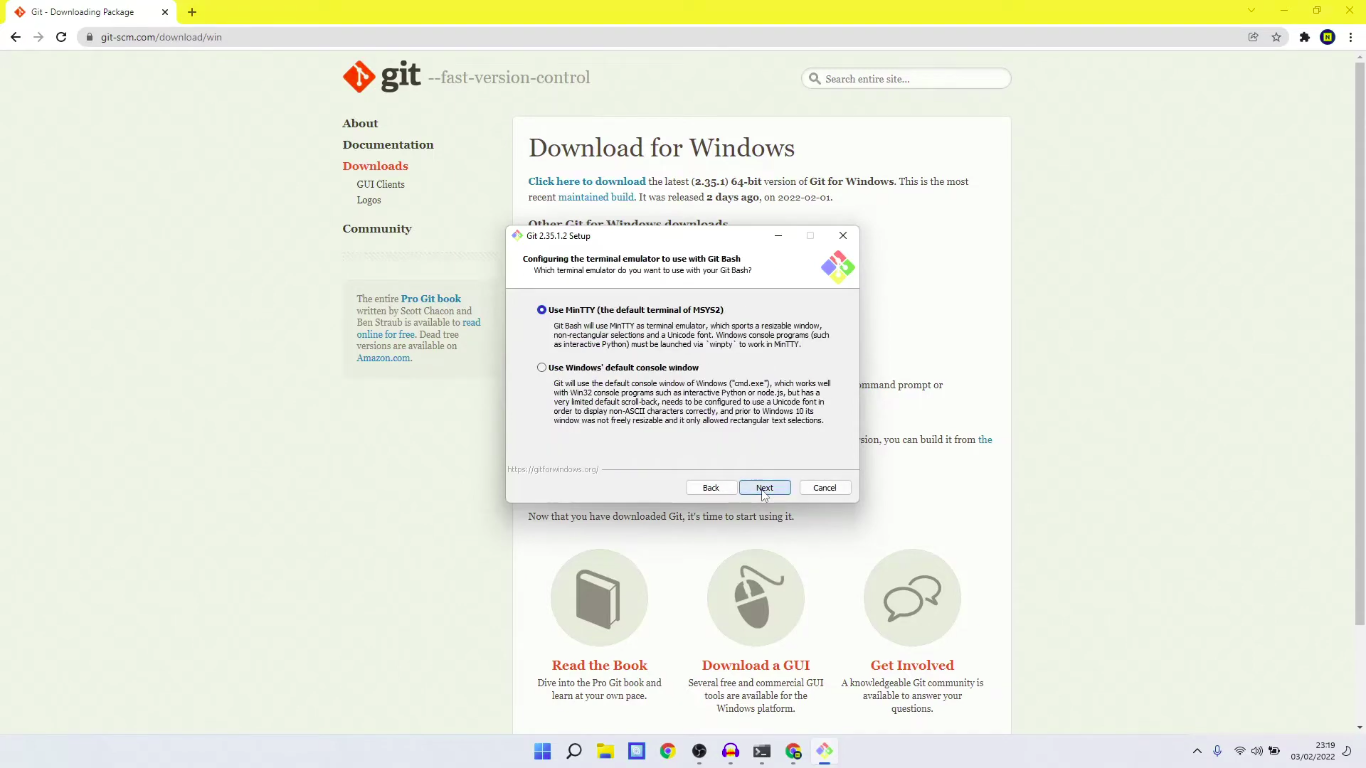 Git - Downloading Package
git-scm.com/download/win
git --fast-version-control
Search entire site...
About
Documentation
Downloads
GUI Clients
Logos
Community
The entire Pro Git book
written by Scott Chacon and
Ben Straub is available to read
online for free. Dead tree
versions are available on
Amazon.com.
Download for Windows
Click here to download the latest (2.35.1) 64-bit version of Git for Windows. This is the most
recent maintained build. It was released 2 days ago, on 2022-02-01.
Other Git for Windows downloads
Git 2.35.1.2 Setup
Configuring the terminal emulator to use with Git Bash
Which terminal emulator do you want to use with your Git Bash?
Use MinTTY (the default terminal of MSYS2)
Git Bash will use MinTTY as terminal emulator, which sports a resizable window,
non-rectangular selections and a Unicode font. Windows console programs (such
as interactive Python) must be launched via `winpty` to work in MinTTY.
Use Windows' default console window
Git will use the default console window of Windows ("cmd.exe"), which works well
with Win32 console programs such as interactive Python or node.js, but has a
very limited default scroll-back, needs to be configured to use a Unicode font in
order to display non-ASCII characters correctly, and prior to Windows 10 its
window was not freely resizable and it only allowed rectangular text selections.
https://gitforwindows.org/
Back
Next
Cancel
command prompt or
you can build it from the
Now that you have downloaded Git, it's time to start using it.
Read the Book
Dive into the Pro Git book and
learn at your own pace.
Download a GUI
Several free and commercial GUI
tools are available for the
Windows platform.
Get Involved
A knowledgeable Git community is
available to answer your
questions.
23:19
03/02/2022